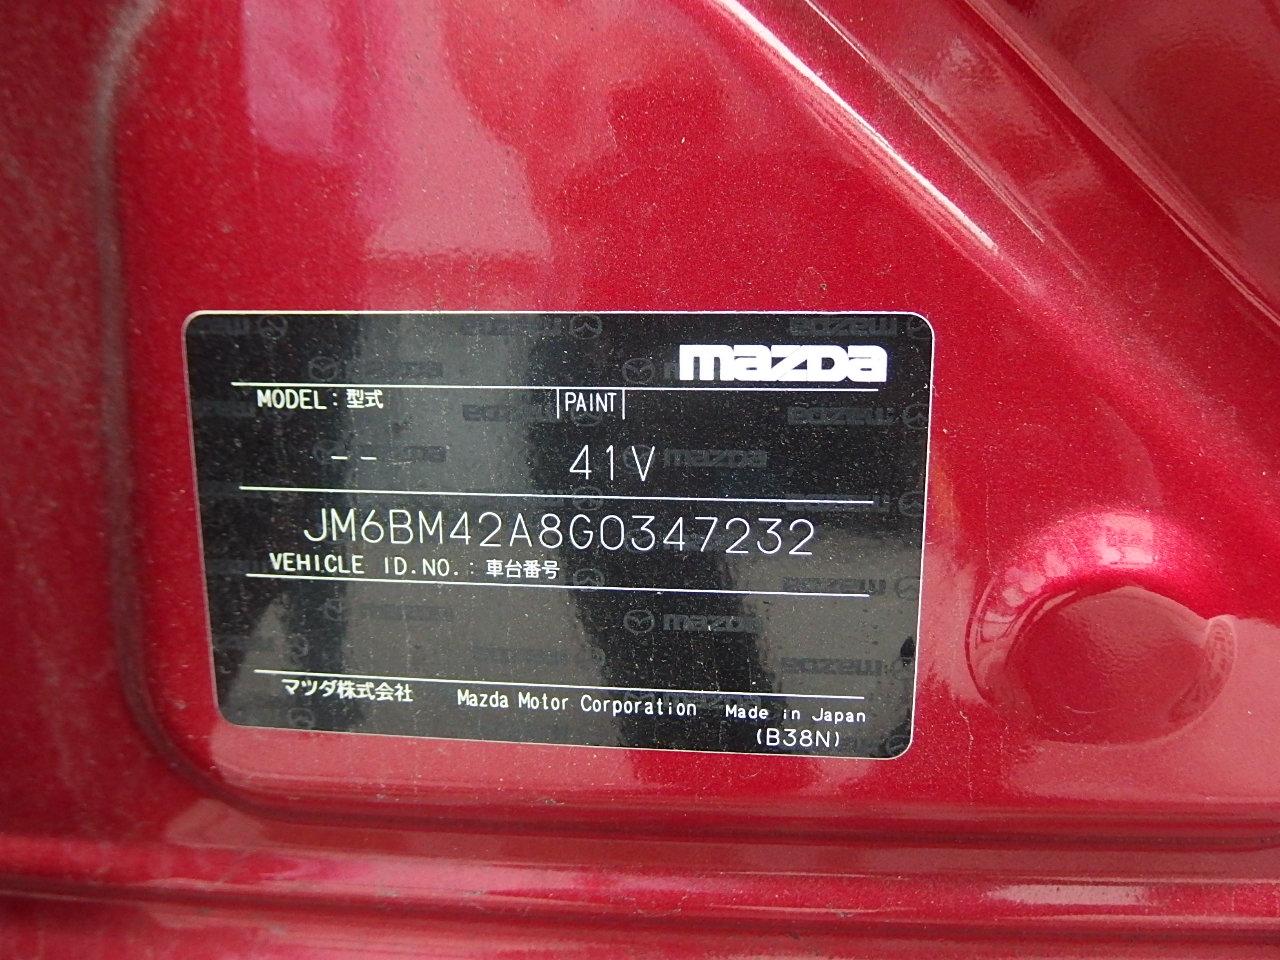 mazda
MODEL : 型式 PAINT
-- 41V
JM6BM42A8G0347232
VEHICLE ID.NO. : 車台番号
マツダ株式会社 Mazda Motor Corporation Made in Japan
(B38N)